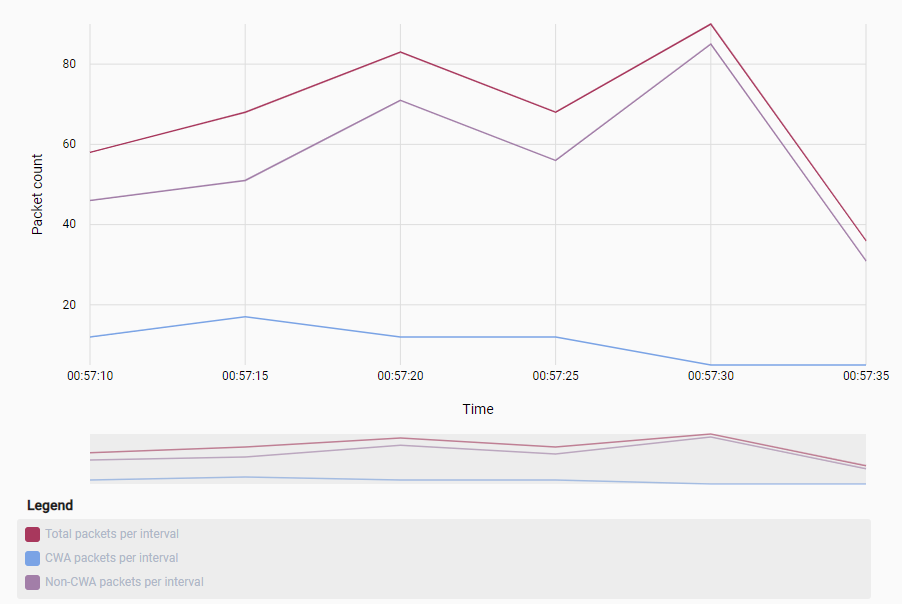 80
60
40
20
Packet count
00:57:10 00:57:15 00:57:20 00:57:25 00:57:30 00:57:35
Time
Legend
Total packets per interval
CWA packets per interval
Non-CWA packets per interval